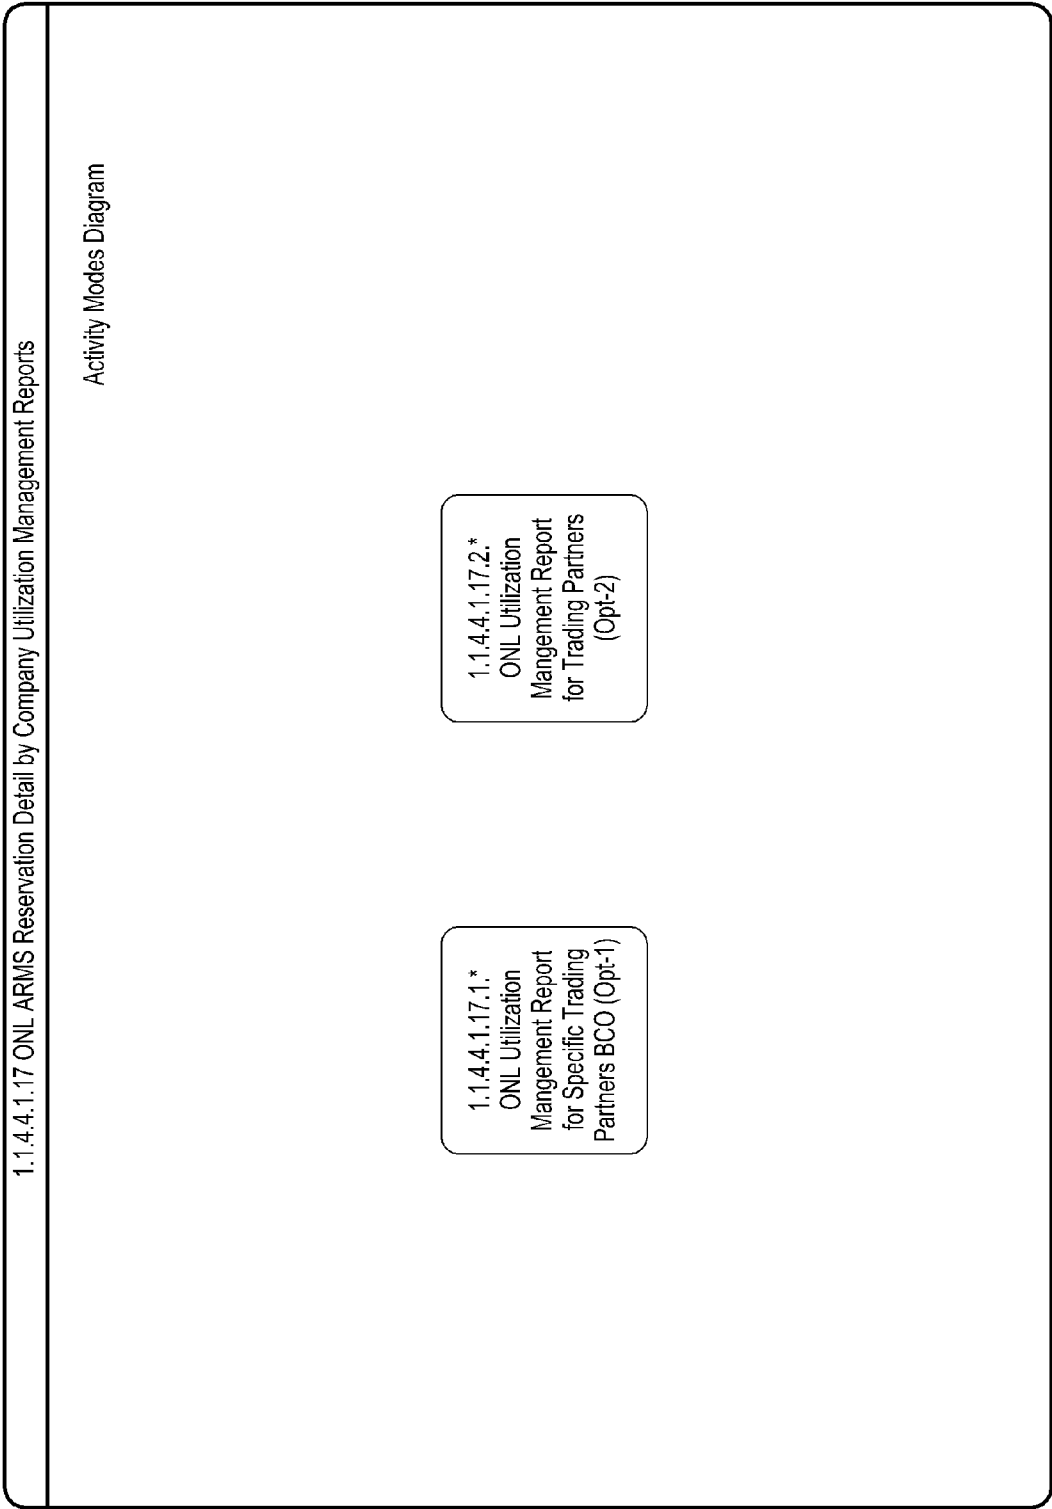 1.1.4.4.1.17 ONL ARMS Reservation Detail by Company Utilization Management Reports
Activity Modes Diagram
1.1.4.4.1.17.1.*
ONL Utilization
Mangement Report
for Specific Trading
Partners BCO (Opt-1)
1.1.4.4.1.17.2.*
ONL Utilization
Mangement Report
for Trading Partners
(Opt-2)